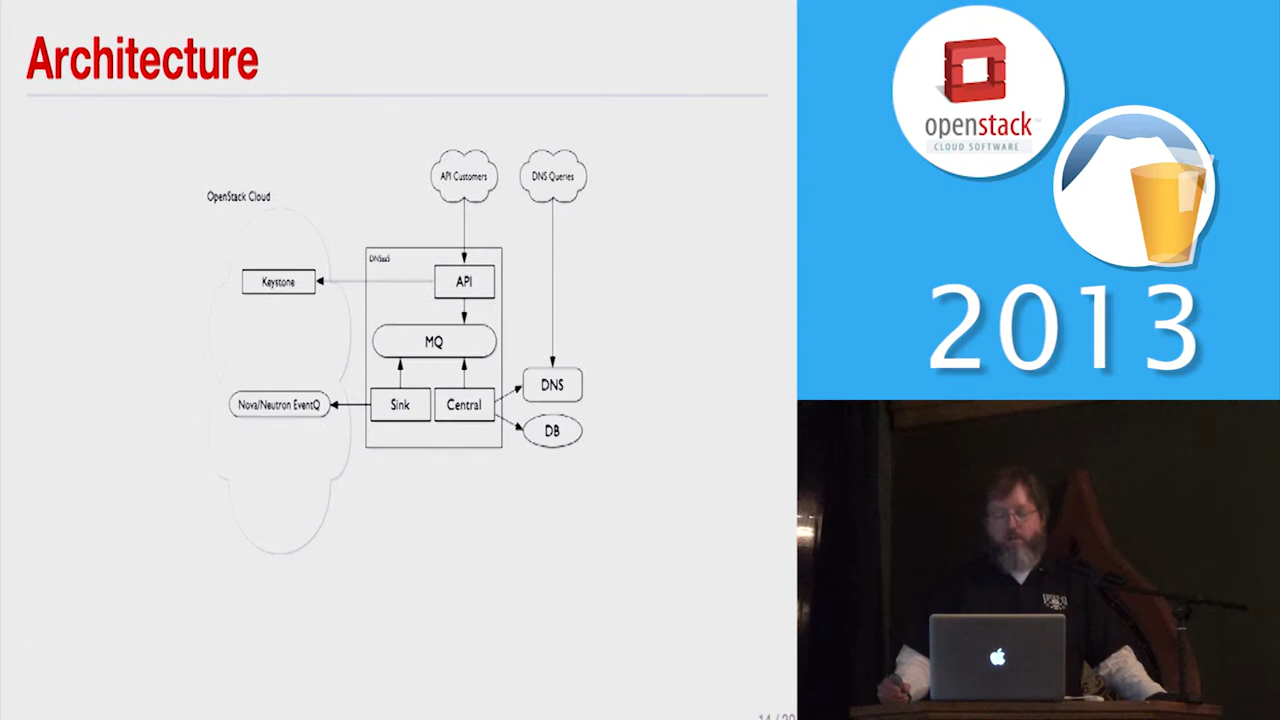 Architecture
API Customers
DNS Queries
OpenStack Cloud
DNSaaS
Keystone
API
MQ
DNS
Nova/Neutron EventQ
Sink
Central
DB
openstack
CLOUD SOFTWARE
2013